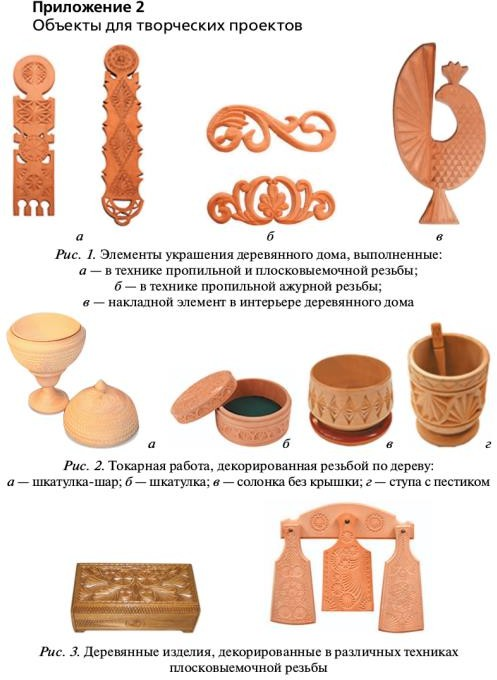 Приложение 2
Объекты для творческих проектов
а
б
в
Рис. 1. Элементы украшения деревянного дома, выполненные:
а — в технике пропильной и плосковыемочной резьбы;
б — в технике пропильной ажурной резьбы;
в — накладной элемент в интерьере деревянного дома
а
б
в
г
Рис. 2. Токарная работа, декорированная резьбой по дереву:
а — шкатулка-шар; б — шкатулка; в — солонка без крышки; г — ступа с пестиком
Рис. 3. Деревянные изделия, декорированные в различных техниках
плосковыемочной резьбы